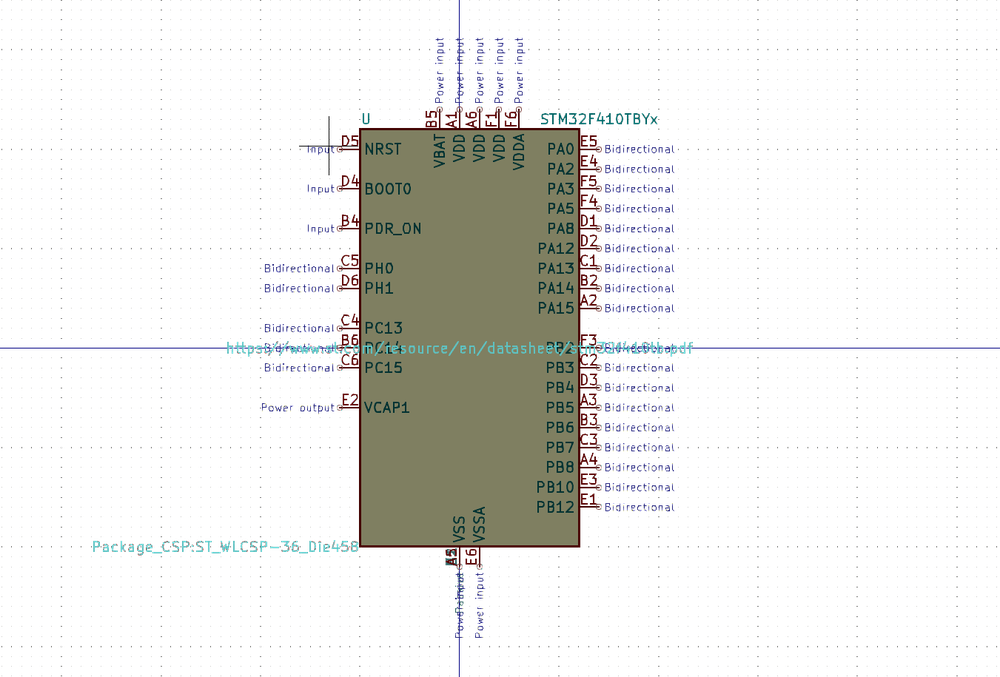 Power input
Power input
Power input
Power input
Power input
B5
A1
A6
F1
F6
U
STM32F410TBYx
VBAT
VDD
VDD
VDD
VDDA
Input D5 NRST
PA0 E5 Bidirectional
PA2 E4 Bidirectional
Input D4 BOOT0
PA3 F5 Bidirectional
PA5 F4 Bidirectional
Input B4 PDR_ON
PA8 D1 Bidirectional
PA12 D2 Bidirectional
Bidirectional C5 PH0
PA13 C1 Bidirectional
Bidirectional D6 PH1
PA14 B2 Bidirectional
PA15 A2 Bidirectional
Bidirectional C4 PC13
Bidirectional B6 PC14
PB2 F3 Bidirectional
https://www.st.com/resource/en/datasheet/stm32f410tb.pdf
Bidirectional C6 PC15
PB3 C2 Bidirectional
PB4 D3 Bidirectional
Power output E2 VCAP1
PB5 A3 Bidirectional
PB6 B3 Bidirectional
PB7 C3 Bidirectional
PB8 A4 Bidirectional
PB10 E3 Bidirectional
PB12 E1 Bidirectional
VSS
VSSA
Package_CSP:ST_WLCSP-36_Die458
E6
Power input
Power input